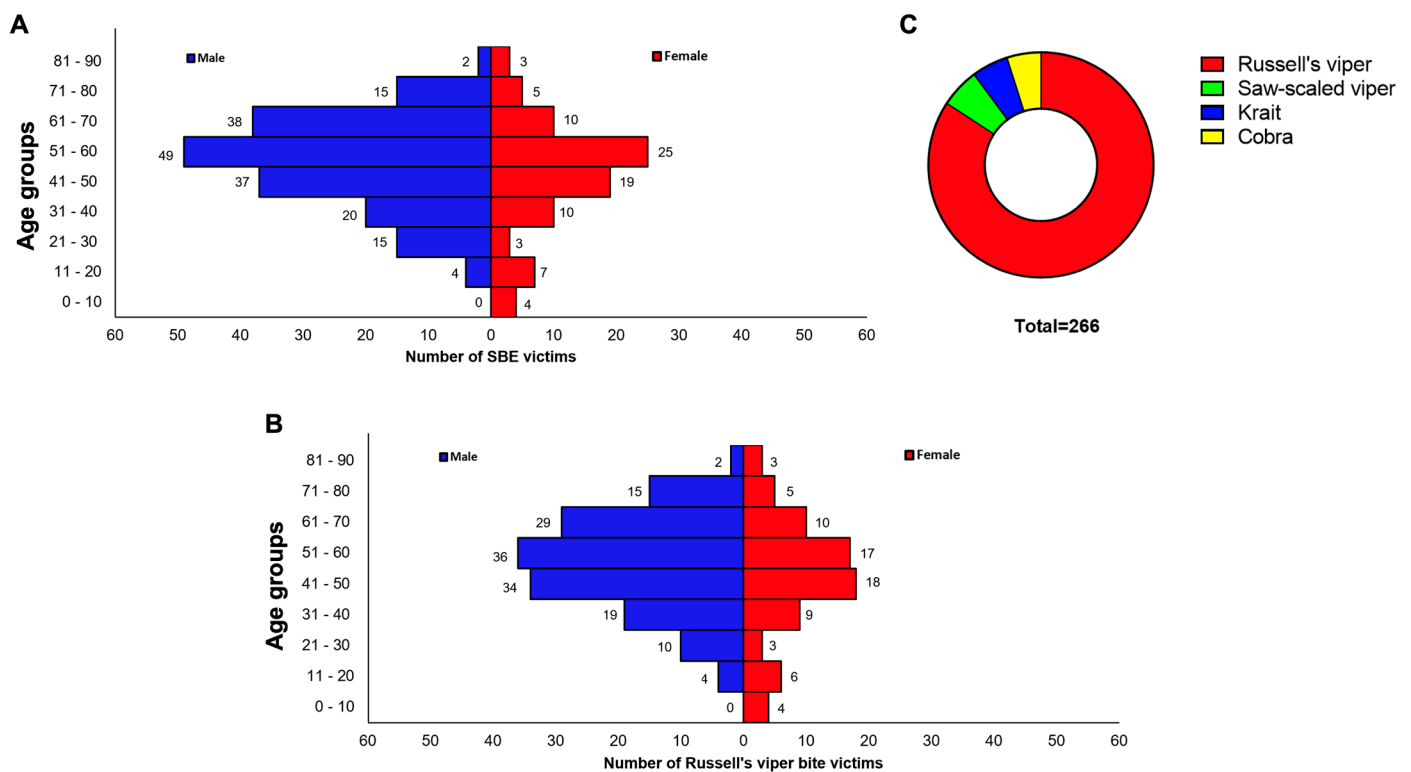 A
Male
Female
Age groups
81 - 90
2
3
71 - 80
15
5
61 - 70
38
10
51 - 60
49
25
41 - 50
37
19
31 - 40
20
10
21 - 30
15
3
11 - 20
4
7
0 - 10
0
4
60 50 40 30 20 10 0 10 20 30 40 50 60
Number of SBE victims
C
Russell's viper
Saw-scaled viper
Krait
Cobra
Total=266
B
Male
Female
Age groups
81 - 90
2
3
71 - 80
15
5
61 - 70
29
10
51 - 60
36
17
41 - 50
34
18
31 - 40
19
9
21 - 30
10
3
11 - 20
4
6
0 - 10
0
4
60 50 40 30 20 10 0 10 20 30 40 50 60
Number of Russell's viper bite victims